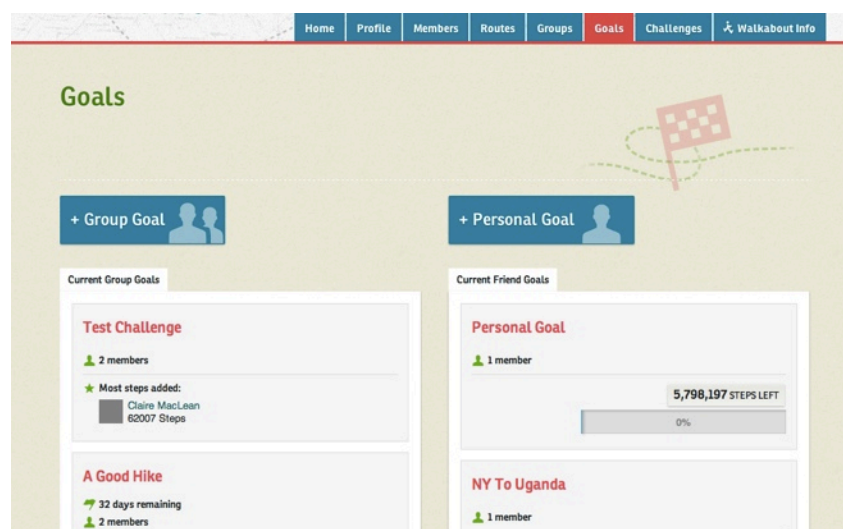 Home Profile Members Routes Groups Goals Challenges Walkabout Info
Goals
+ Group Goal
Current Group Goals
Test Challenge
2 members
Most steps added:
Claire MacLean
62007 Steps
A Good Hike
32 days remaining
2 members
+ Personal Goal
Current Friend Goals
Personal Goal
1 member
5,798,197 STEPS LEFT
0%
NY To Uganda
1 member